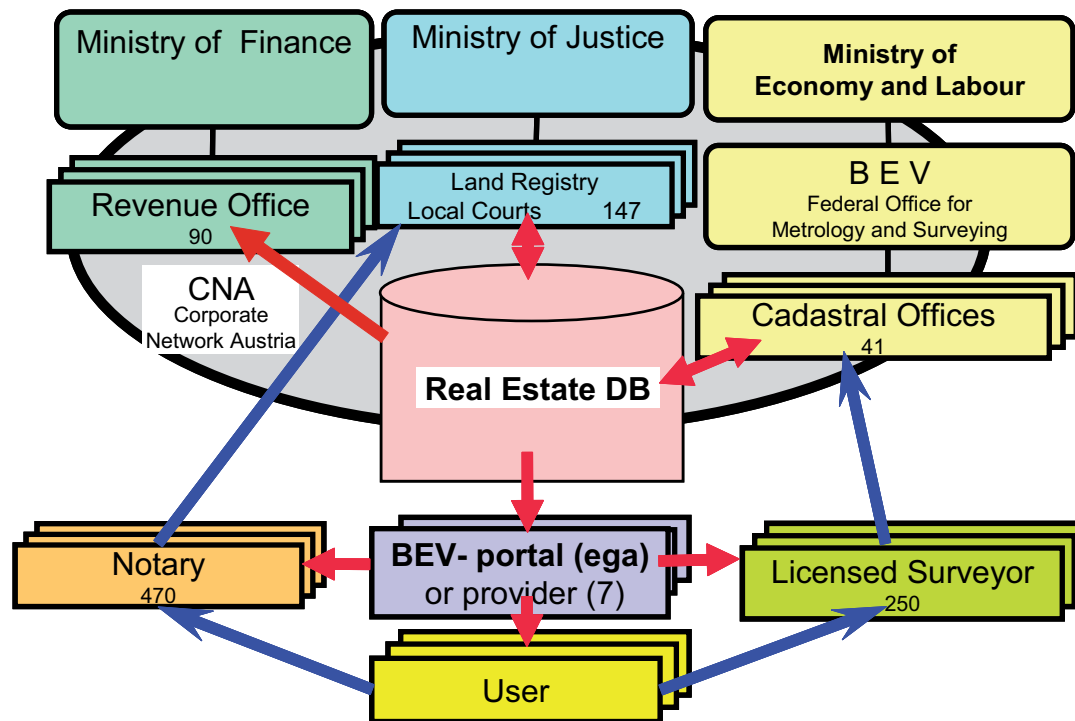 Ministry of Finance
Ministry of Justice
Ministry of
Economy and Labour
Revenue Office
90
Land Registry
Local Courts 147
B E V
Federal Office for
Metrology and Surveying
CNA
Corporate
Network Austria
Cadastral Offices
41
Real Estate DB
Notary
470
BEV- portal (ega)
or provider (7)
Licensed Surveyor
250
User